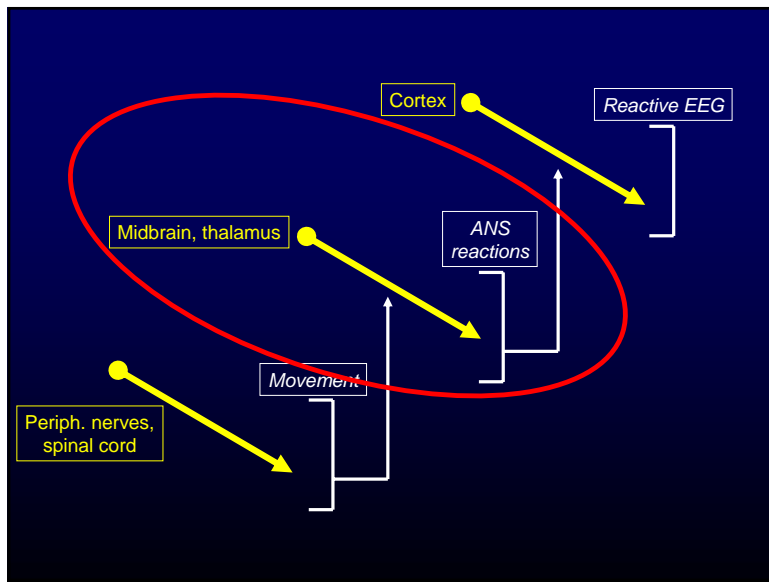 Cortex
Reactive EEG
Midbrain, thalamus
ANS
reactions
Movement
Periph. nerves,
spinal cord